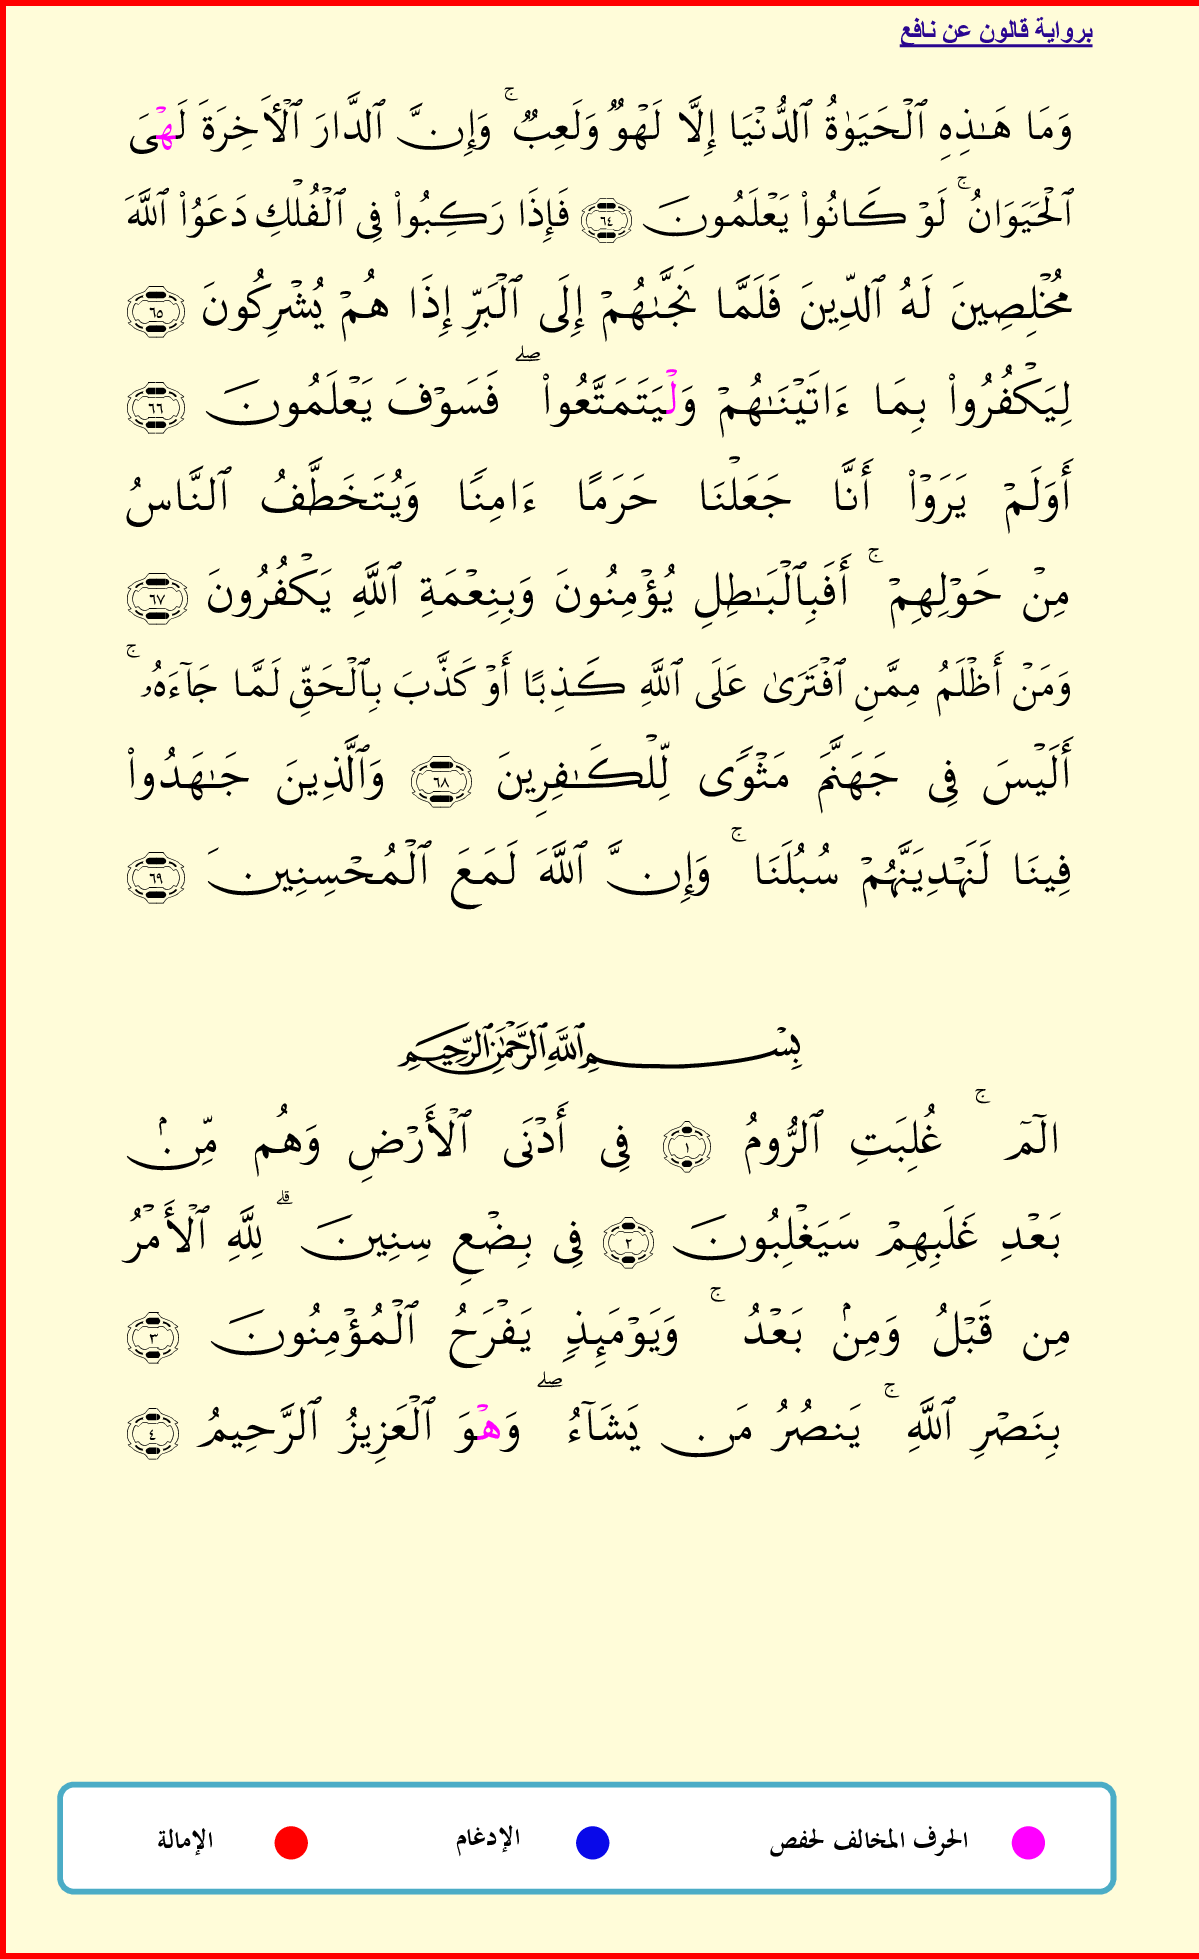 برواية قالون عن نافع
وَمَا هَـٰذِهِ ٱلْحَيَوٰةُ ٱلدُّنْيَا إِلَّا لَهْوٌ وَلَعِبٌ ۚ وَإِنَّ ٱلدَّارَ ٱلْأَخِرَةَ لَهْىَ
ٱلْحَيَوَانُ ۚ لَوْ كَانُوا۟ يَعْلَمُونَ ٦٤ فَإِذَا رَكِبُوا۟ فِى ٱلْفُلْكِ دَعَوُا۟ ٱللَّهَ
مُخْلِصِينَ لَهُ ٱلدِّينَ فَلَمَّا نَجَّىٰهُمْ إِلَى ٱلْبَرِّ إِذَا هُمْ يُشْرِكُونَ ٦٥
لِيَكْفُرُوا۟ بِمَا ءَاتَيْنَـٰهُمْ وَلْيَتَمَتَّعُوا۟ ۖ فَسَوْفَ يَعْلَمُونَ ٦٦
أَوَلَمْ يَرَوْا۟ أَنَّا جَعَلْنَا حَرَمًا ءَامِنًا وَيُتَخَطَّفُ ٱلنَّاسُ
مِنْ حَوْلِهِمْ ۚ أَفَبِٱلْبَـٰطِلِ يُؤْمِنُونَ وَبِنِعْمَةِ ٱللَّهِ يَكْفُرُونَ ٦٧
وَمَنْ أَظْلَمُ مِمَّنِ ٱفْتَرَىٰ عَلَى ٱللَّهِ كَذِبًا أَوْ كَذَّبَ بِٱلْحَقِّ لَمَّا جَآءَهُۥ ۚ
أَلَيْسَ فِى جَهَنَّمَ مَثْوًى لِّلْكَـٰفِرِينَ ٦٨ وَٱلَّذِينَ جَـٰهَدُوا۟
فِينَا لَنَهْدِيَنَّهُمْ سُبُلَنَا ۚ وَإِنَّ ٱللَّهَ لَمَعَ ٱلْمُحْسِنِينَ ٦٩
بِسْمِ ٱللَّهِ ٱلرَّحْمَـٰنِ ٱلرَّحِيمِ
الٓمٓ ۚ غُلِبَتِ ٱلرُّومُ ١ فِى أَدْنَى ٱلْأَرْضِ وَهُم مِّنۢ
بَعْدِ غَلَبِهِمْ سَيَغْلِبُونَ ٢ فِى بِضْعِ سِنِينَ ۗ لِلَّهِ ٱلْأَمْرُ
مِن قَبْلُ وَمِنۢ بَعْدُ ۚ وَيَوْمَئِذٍ يَفْرَحُ ٱلْمُؤْمِنُونَ ٣
بِنَصْرِ ٱللَّهِ ۚ يَنصُرُ مَن يَشَآءُ ۖ وَهْوَ ٱلْعَزِيزُ ٱلرَّحِيمُ ٤
الحرف المخالف لحفص الإدغام الإمالة